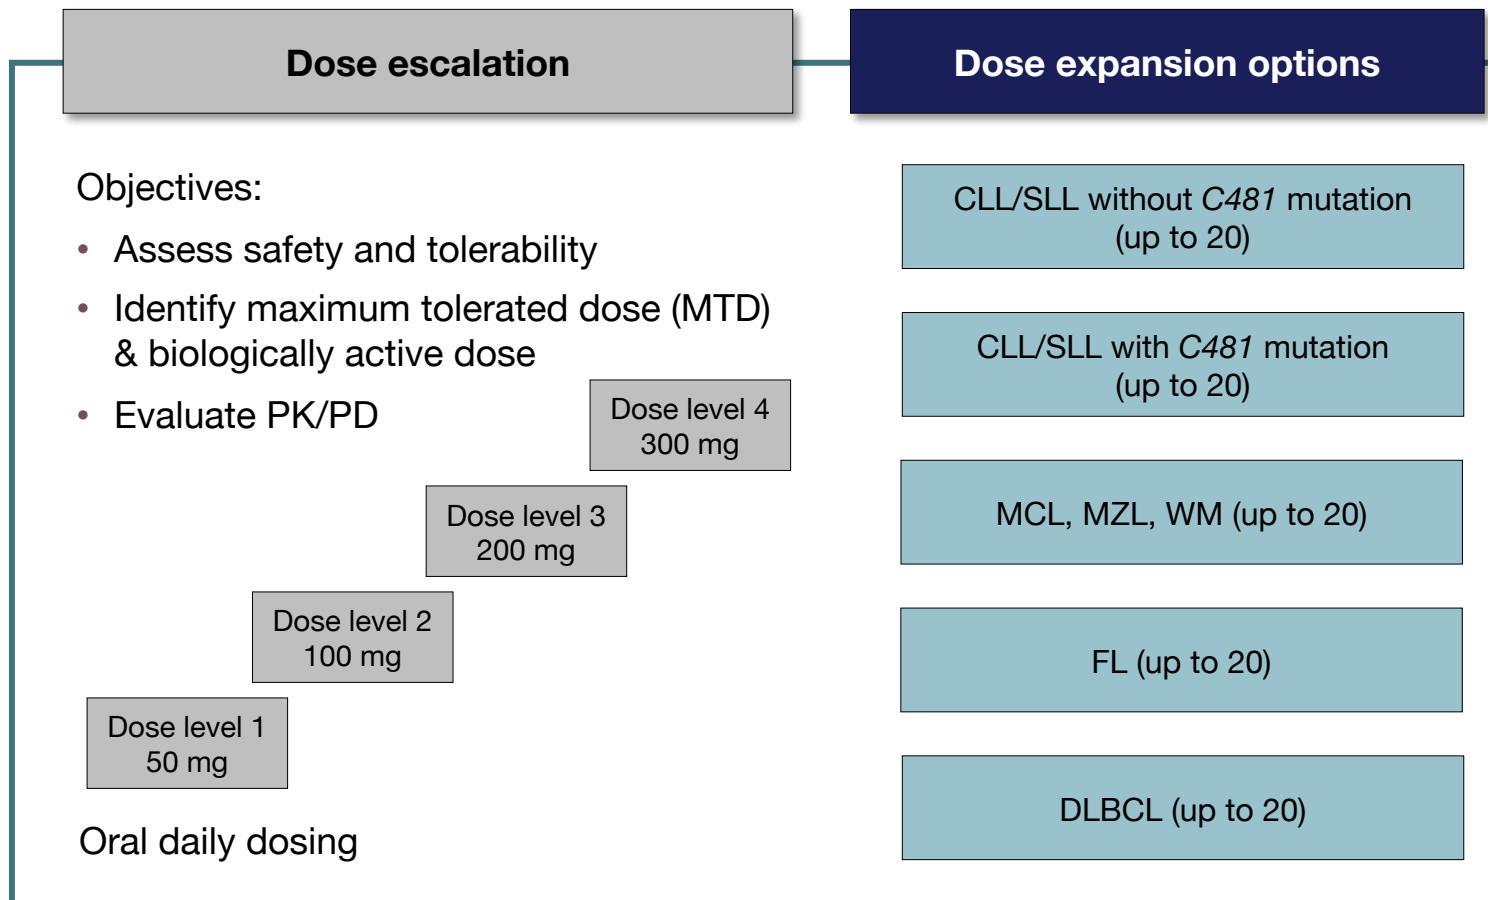 Dose escalation
Objectives:
• Assess safety and tolerability
• Identify maximum tolerated dose (MTD)
& biologically active dose
• Evaluate PK/PD
Dose level 4
300 mg
Dose level 3
200 mg
Dose level 2
100 mg
Dose level 1
50 mg
Oral daily dosing
Dose expansion options
CLL/SLL without C481 mutation
(up to 20)
CLL/SLL with C481 mutation
(up to 20)
MCL, MZL, WM (up to 20)
FL (up to 20)
DLBCL (up to 20)